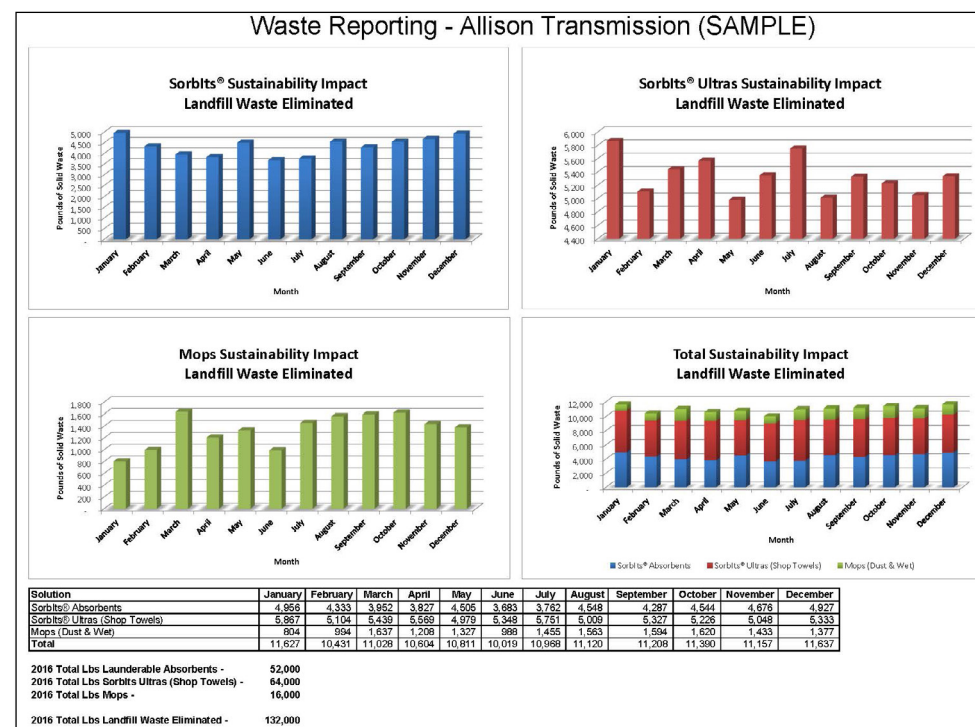 Waste Reporting - Allison Transmission (SAMPLE)
SorbIts® Sustainability Impact
Landfill Waste Eliminated
5,000
4,500
4,000
3,500
3,000
2,500
2,000
1,500
1,000
500
-
Pounds of Solid Waste
January February March April May June July August September October November December
Month
SorbIts® Ultras Sustainability Impact
Landfill Waste Eliminated
6,000
5,800
5,600
5,400
5,200
5,000
4,800
4,600
4,400
Pounds of Solid Waste
January February March April May June July August September October November December
Month
Mops Sustainability Impact
Landfill Waste Eliminated
1,800
1,600
1,400
1,200
1,000
800
600
400
200
-
Pounds of Solid Waste
January February March April May June July August September October November December
Month
Total Sustainability Impact
Landfill Waste Eliminated
12,000
10,000
8,000
6,000
4,000
2,000
-
Pounds of Solid Waste
January February March April May June July August September October November December
Month
SorbIts® Absorbents SorbIts® Ultras (Shop Towels) Mops (Dust & Wet)
Solution January February March April May June July August September October November December
SorbIts® Absorbents 4,956 4,333 3,952 3,827 4,505 3,683 3,762 4,548 4,287 4,544 4,676 4,927
SorbIts® Ultras (Shop Towels) 5,867 5,104 5,439 5,569 4,979 5,348 5,751 5,009 5,327 5,226 5,048 5,333
Mops (Dust & Wet) 804 994 1,637 1,208 1,327 988 1,455 1,563 1,594 1,620 1,433 1,377
Total 11,627 10,431 11,028 10,604 10,811 10,019 10,968 11,120 11,208 11,390 11,157 11,637
2016 Total Lbs Launderable Absorbents - 52,000
2016 Total Lbs SorbIts Ultras (Shop Towels) - 64,000
2016 Total Lbs Mops - 16,000
2016 Total Lbs Landfill Waste Eliminated - 132,000